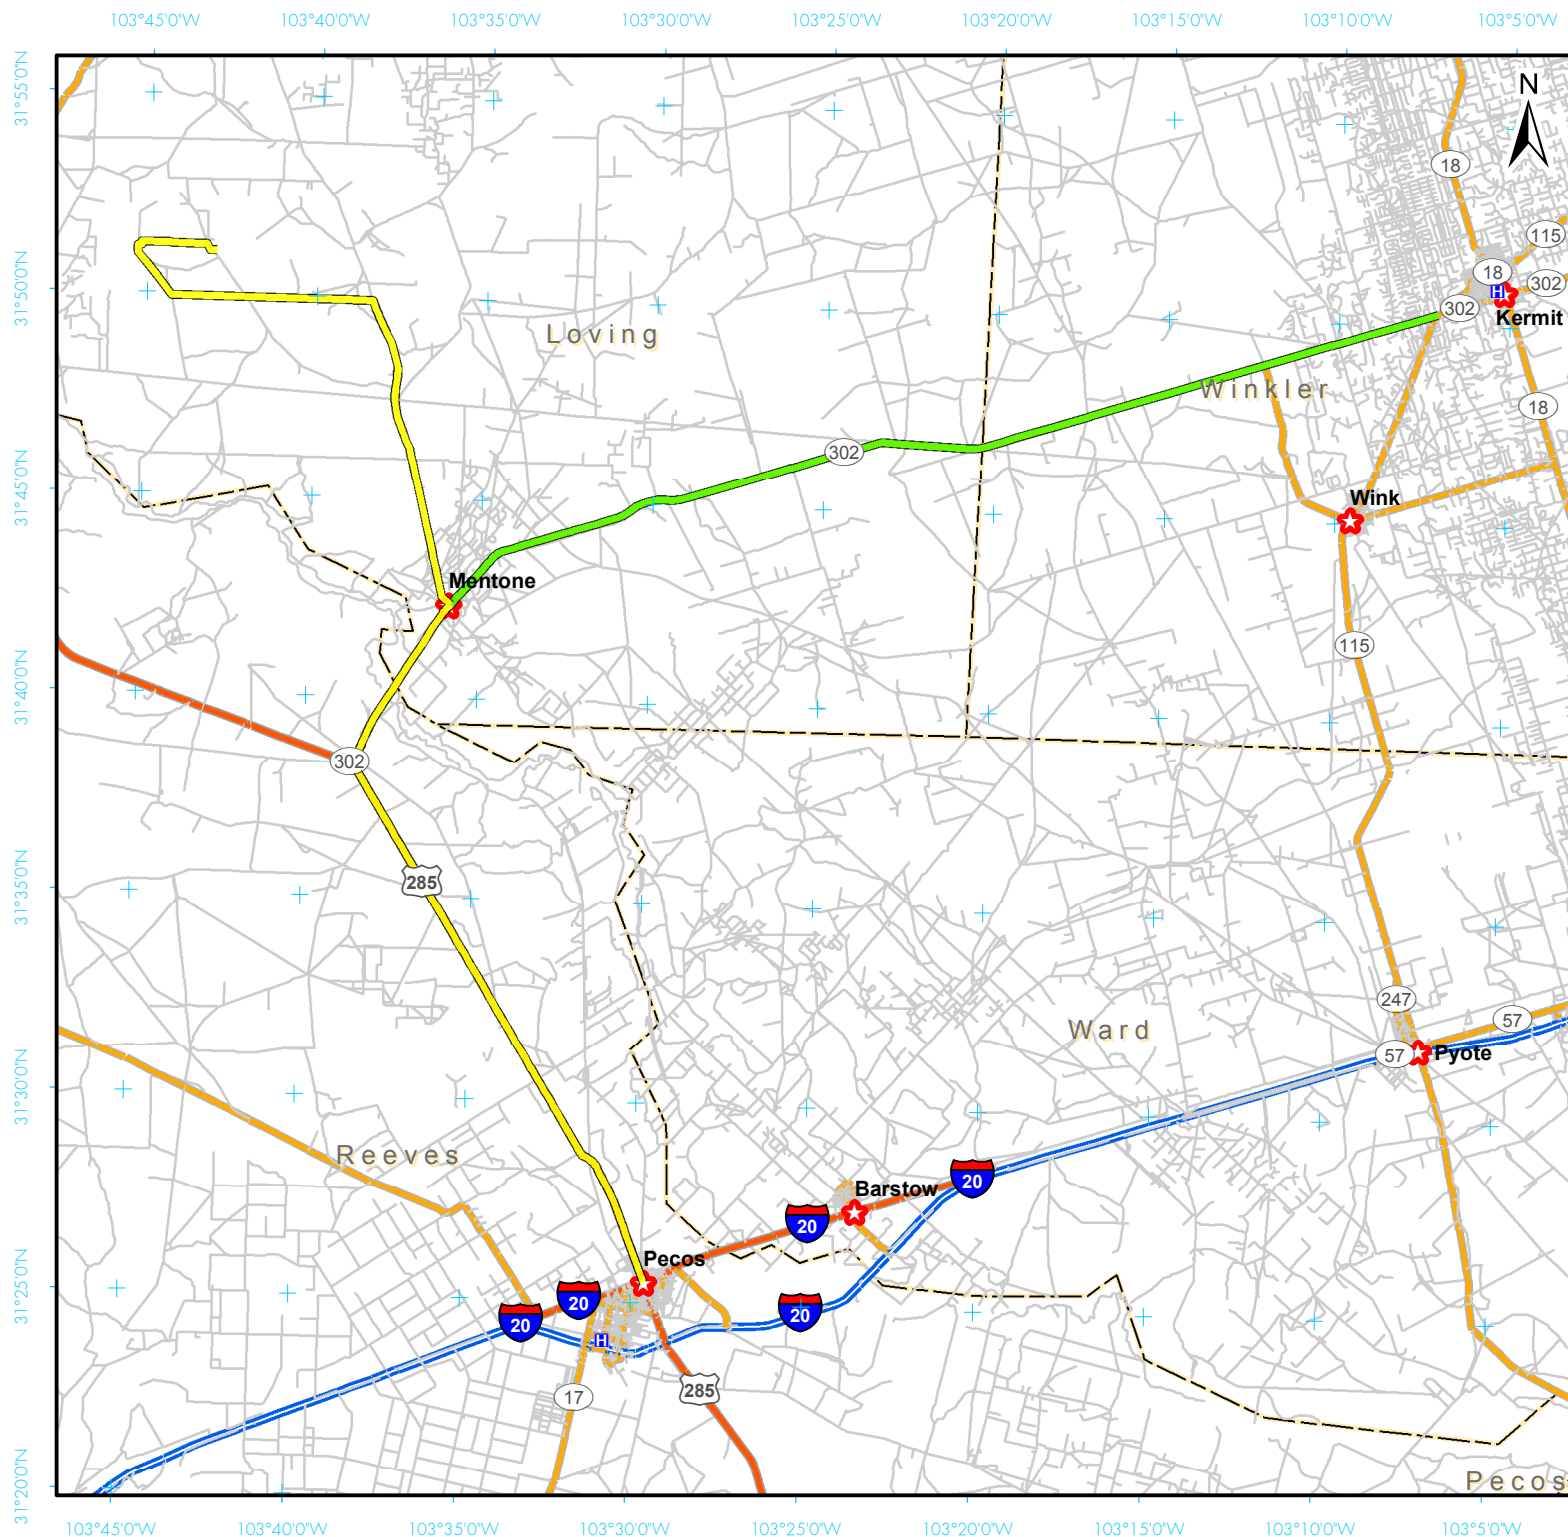 103°45'0"W 103°40'0"W 103°35'0"W 103°30'0"W 103°25'0"W 103°20'0"W 103°15'0"W 103°10'0"W 103°5'0"W
31°55'0"N
N
18
115
31°50'0"N
18
302
H
302
Kermit
Loving
Winkler
18
302
31°45'0"N
Wink
Mentone
115
31°40'0"N
302
31°35'0"N
285
247
57
Ward
57
Pyote
31°30'0"N
Reeves
20
Barstow
20
Pecos
31°25'0"N
20
20
20
H
285
17
31°20'0"N
Pecos
103°45'0"W 103°40'0"W 103°35'0"W 103°30'0"W 103°25'0"W 103°20'0"W 103°15'0"W 103°10'0"W 103°5'0"W